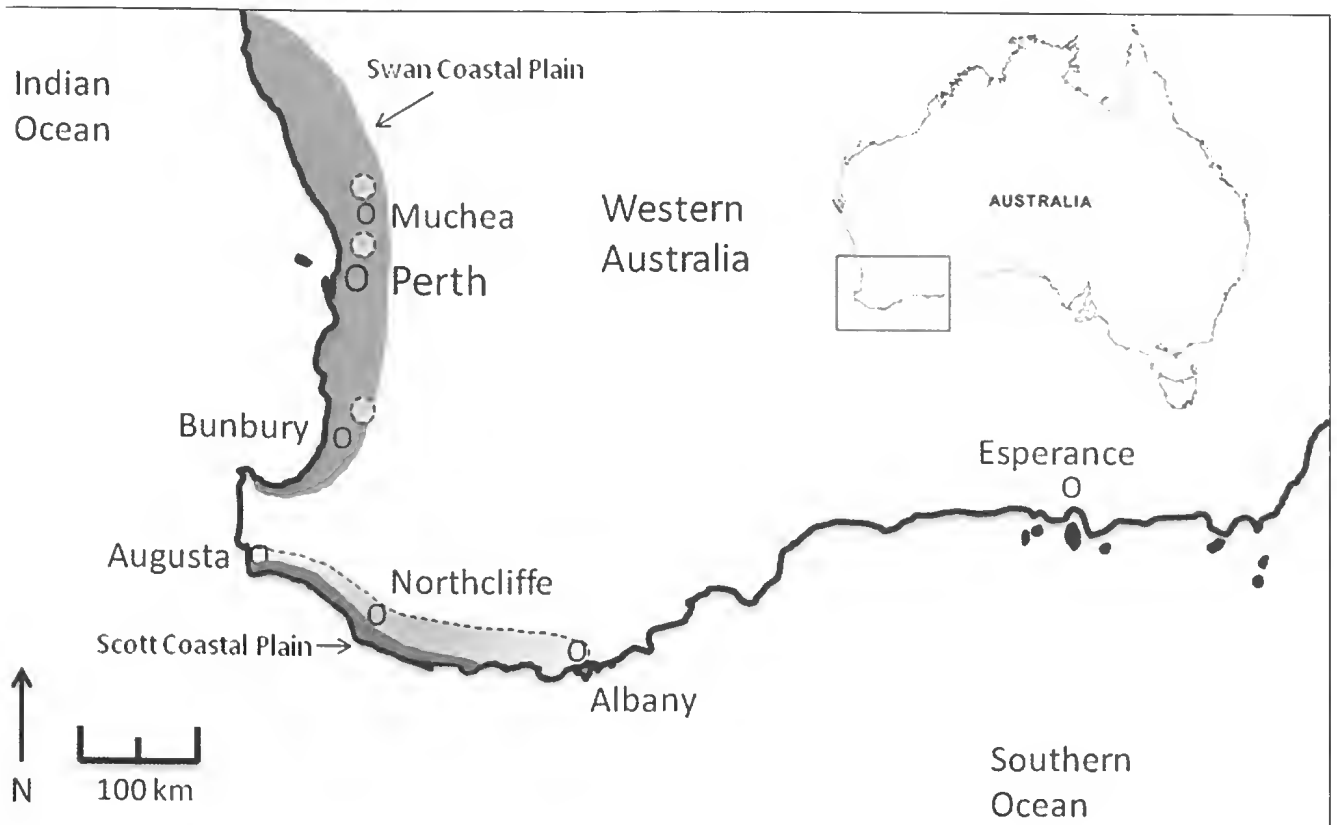 Indian
Ocean
Swan Coastal Plain
Muchea
Perth
Western
Australia
AUSTRALIA
Bunbury
Esperance
Augusta
Northcliffe
Scott Coastal Plain
Albany
N
100 km
Southern
Ocean